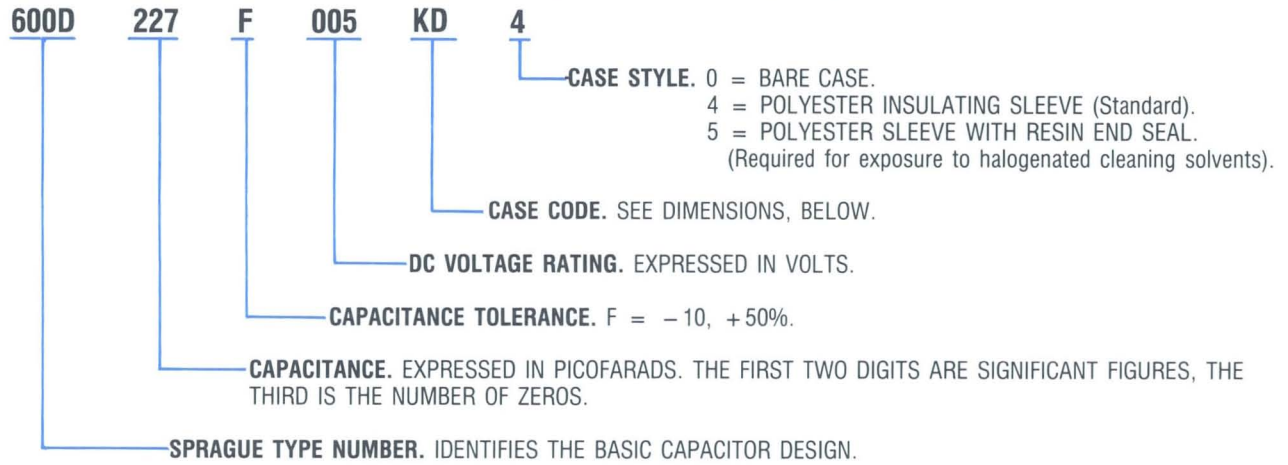 600D 227 F 005 KD 4
CASE STYLE. 0 = BARE CASE.
4 = POLYESTER INSULATING SLEEVE (Standard).
5 = POLYESTER SLEEVE WITH RESIN END SEAL.
(Required for exposure to halogenated cleaning solvents).
CASE CODE. SEE DIMENSIONS, BELOW.
DC VOLTAGE RATING. EXPRESSED IN VOLTS.
CAPACITANCE TOLERANCE. F = – 10, + 50%.
CAPACITANCE. EXPRESSED IN PICOFARADS. THE FIRST TWO DIGITS ARE SIGNIFICANT FIGURES, THE
THIRD IS THE NUMBER OF ZEROS.
SPRAGUE TYPE NUMBER. IDENTIFIES THE BASIC CAPACITOR DESIGN.